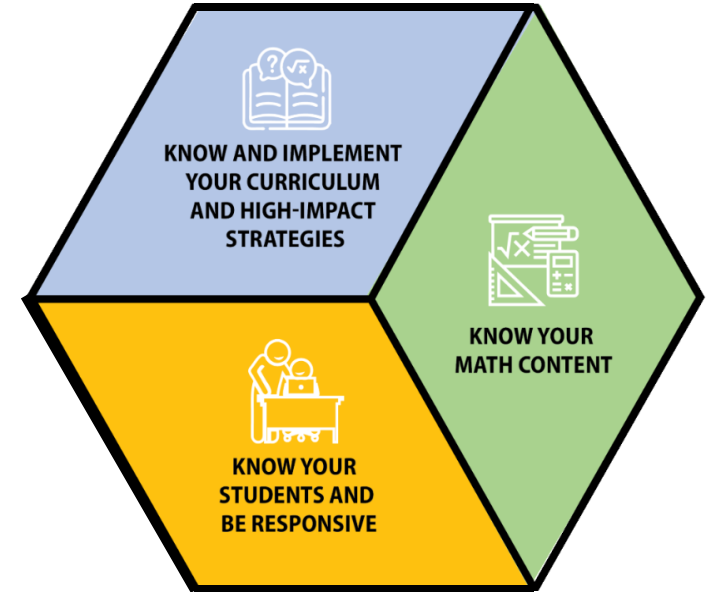 KNOW AND IMPLEMENT
YOUR CURRICULUM
AND HIGH-IMPACT
STRATEGIES
? √x
√x
+ −
= ×
KNOW YOUR
MATH CONTENT
KNOW YOUR
STUDENTS AND
BE RESPONSIVE